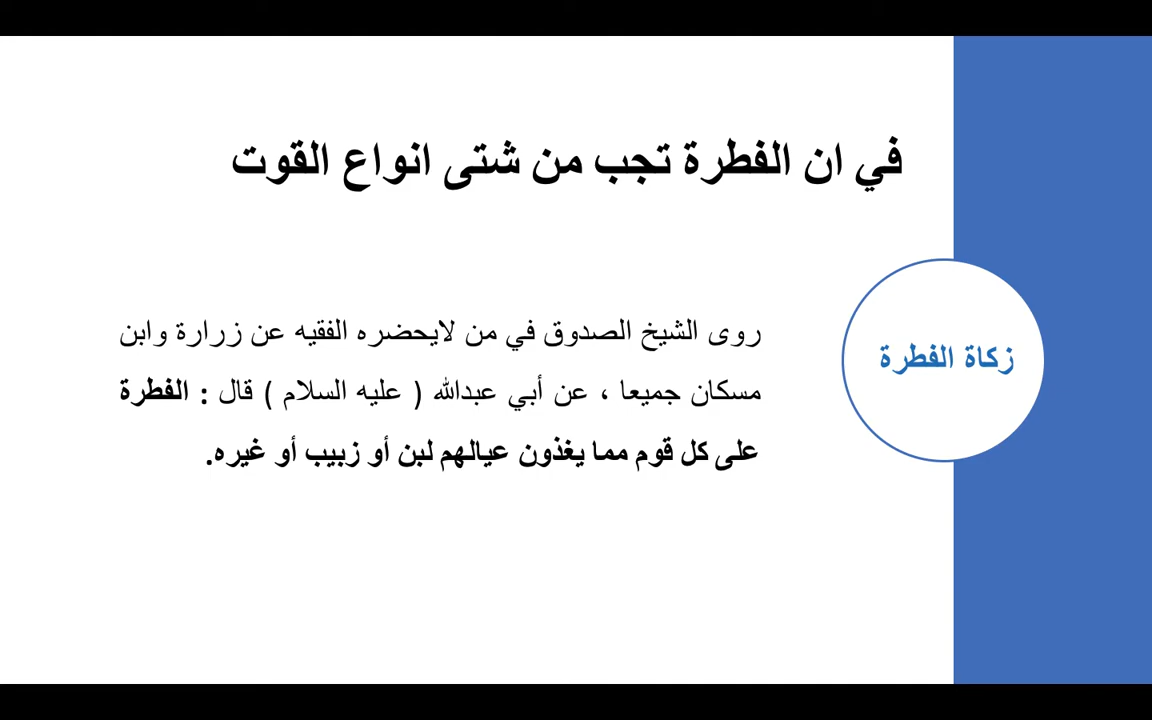 في ان الفطرة تجب من شتى انواع القوت
زكاة الفطرة
روى الشيخ الصدوق في من لايحضره الفقيه عن زرارة وابن
مسكان جميعا ، عن أبي عبدالله ( عليه السلام ) قال : الفطرة
على كل قوم مما يغذون عيالهم لبن أو زبيب أو غيره.